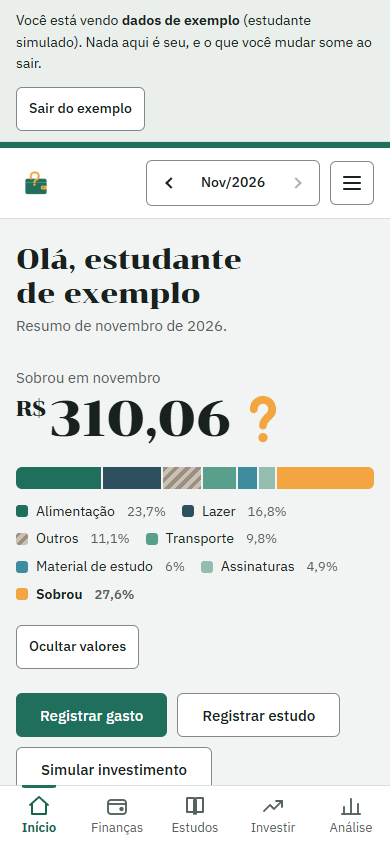 Você está vendo dados de exemplo (estudante
simulado). Nada aqui é seu, e o que você mudar some ao
sair.
Sair do exemplo
Nov/2026
Olá, estudante
de exemplo
Resumo de novembro de 2026.
Sobrou em novembro
R$ 310,06 ?
Alimentação 23,7% Lazer 16,8%
Outros 11,1% Transporte 9,8%
Material de estudo 6% Assinaturas 4,9%
Sobrou 27,6%
Ocultar valores
Registrar gasto Registrar estudo
Simular investimento
Início Finanças Estudos Investir Análise